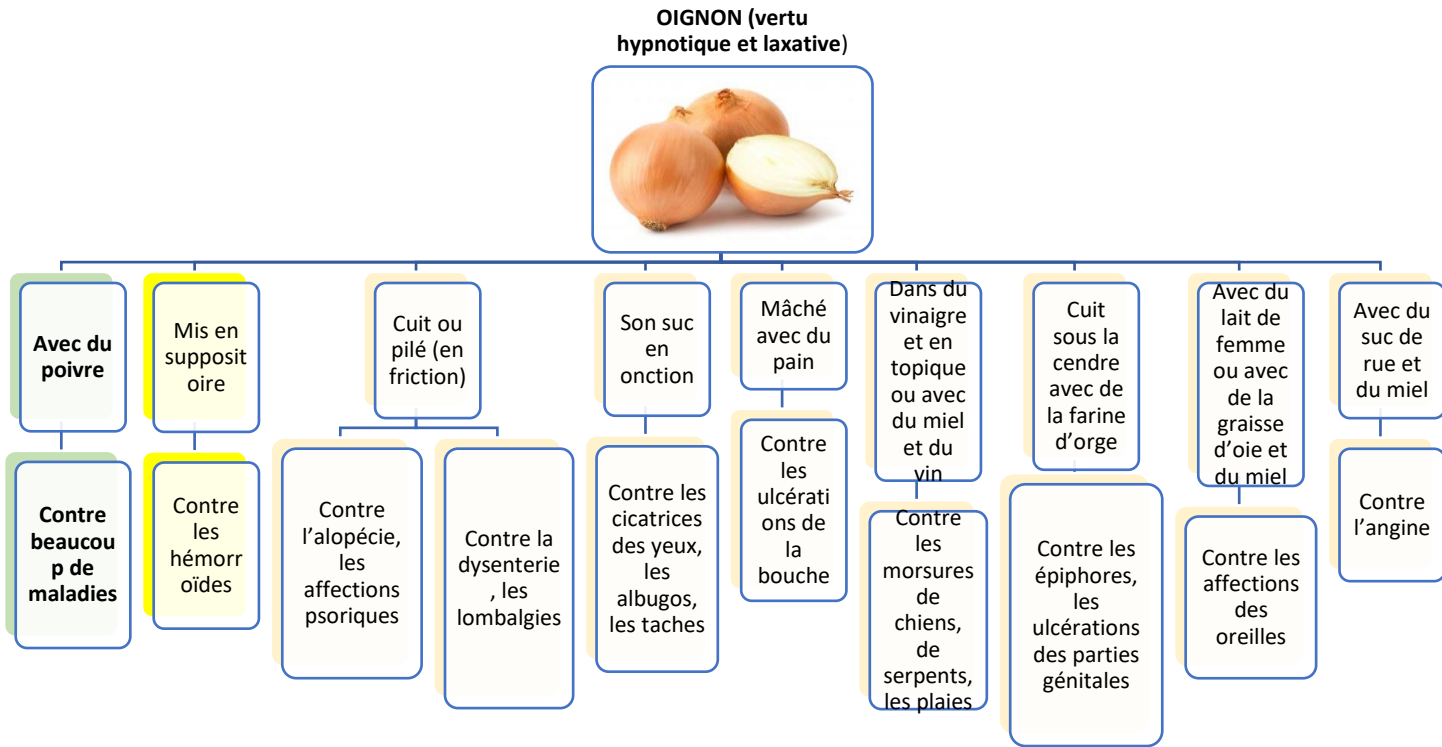 OIGNON (vertu
hypnotique et laxative)
Avec du
poivre
Mis en
supposit
oire
Cuit ou
pilé (en
friction)
Son suc
en
onction
Mâché
avec du
pain
Dans du
vinaigre
et en
topique
ou avec
du miel
et du
vin
Cuit
sous la
cendre
avec de
la farine
d’orge
Avec du
lait de
femme
ou avec
de la
graisse
d’oie et
du miel
Avec du
suc de
rue et
du miel
Contre
beaucou
p de
maladies
Contre
les
hémorr
oïdes
Contre
l’alopécie,
les
affections
psoriques
Contre la
dysenterie
, les
lombalgies
Contre les
cicatrices
des yeux,
les
albugos,
les taches
Contre
les
ulcérati
ons de
la
bouche
Contre
les
morsures
de
chiens,
de
serpents,
les plaies
Contre les
épiphores,
les
ulcérations
des parties
génitales
Contre les
affections
des
oreilles
Contre
l’angine